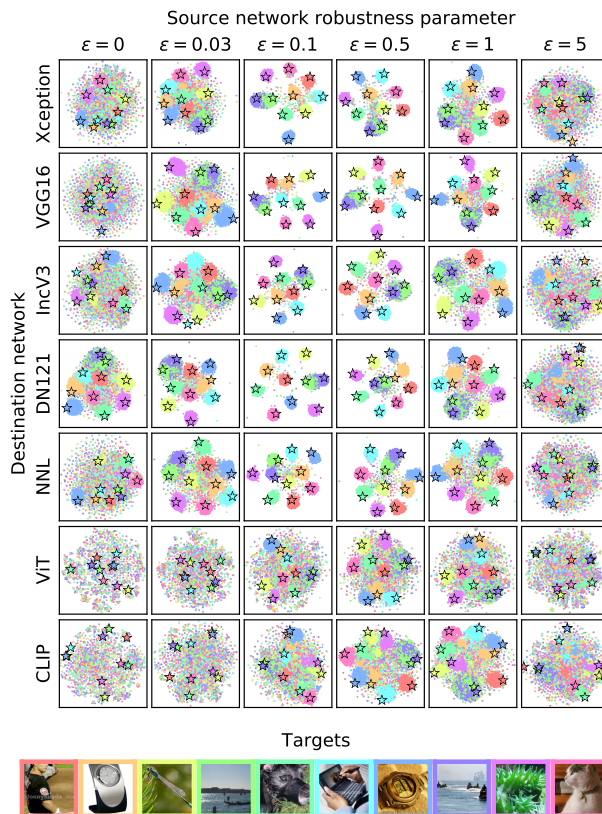 Source network robustness parameter
ε = 0 ε = 0.03 ε = 0.1 ε = 0.5 ε = 1 ε = 5
Destination network
Xception
VGG16
IncV3
DN121
NNL
ViT
CLIP
Targets